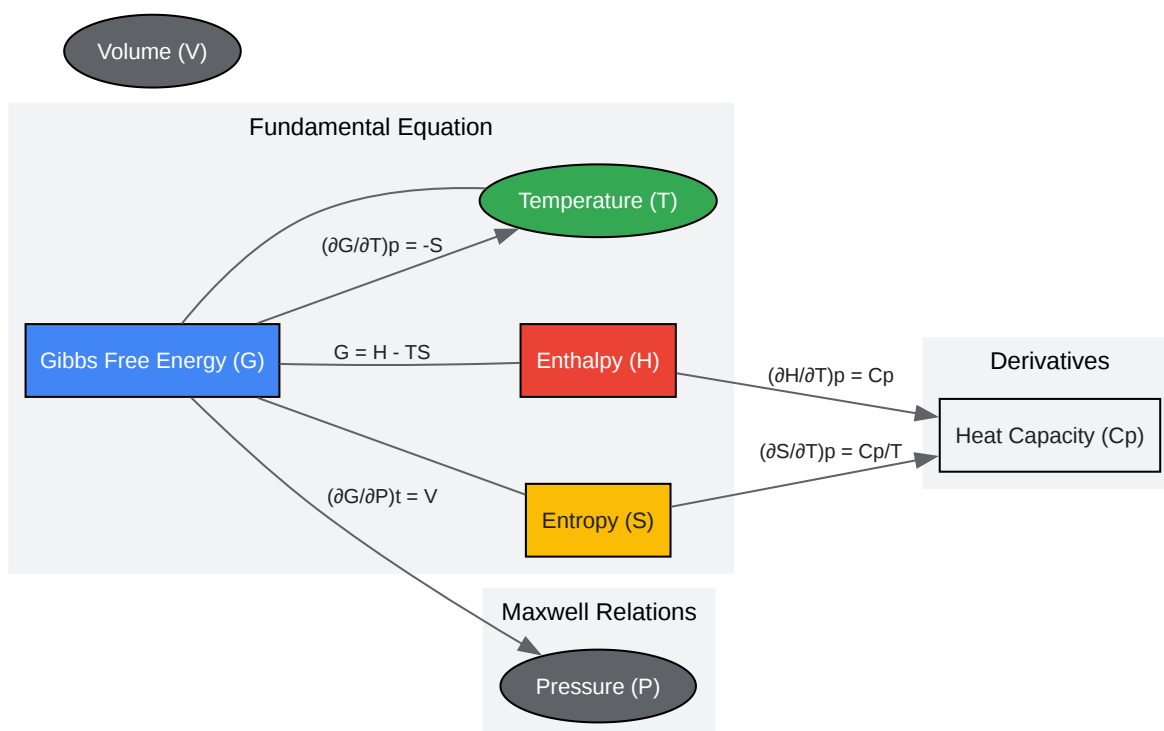 Volume (V)
Fundamental Equation
Temperature (T)
(∂G/∂T)p = -S
Gibbs Free Energy (G)
G = H - TS
Enthalpy (H)
(∂H/∂T)p = Cp
Derivatives
Heat Capacity (Cp)
(∂S/∂T)p = Cp/T
(∂G/∂P)t = V
Entropy (S)
Maxwell Relations
Pressure (P)